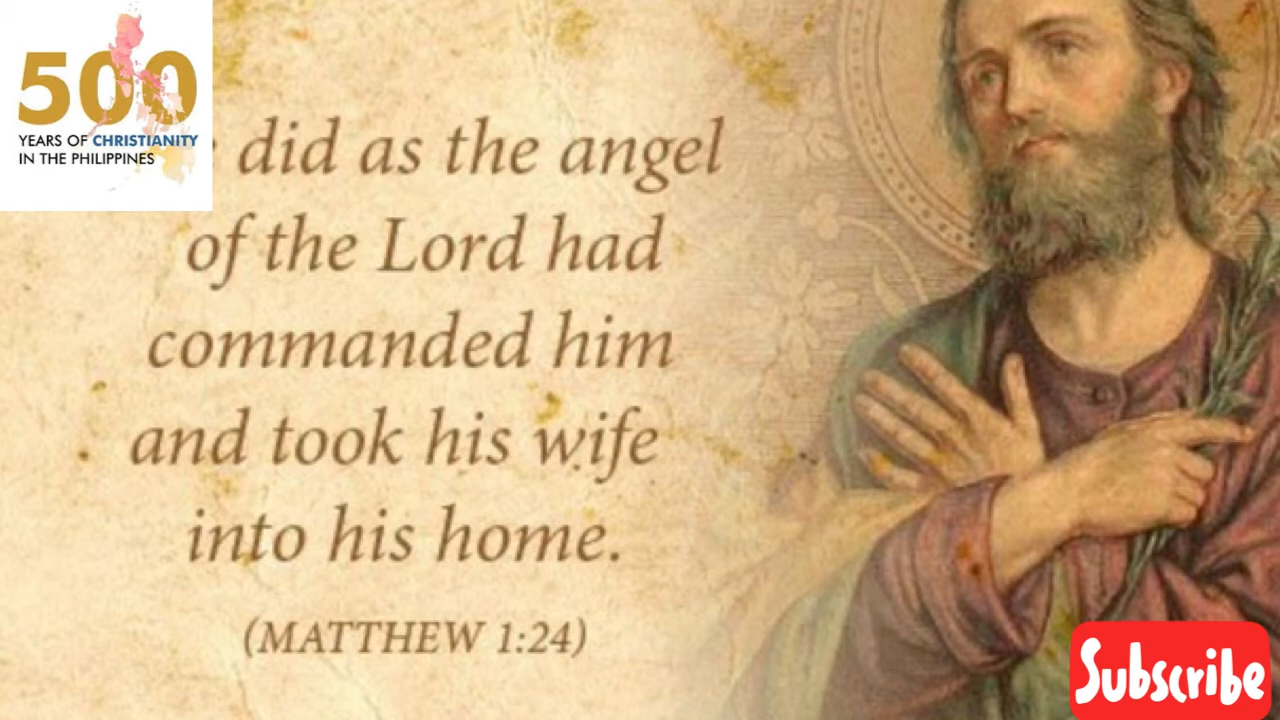 500
YEARS OF CHRISTIANITY
IN THE PHILIPPINES
did as the angel
of the Lord had
commanded him
and took his wife
into his home.
(MATTHEW 1:24)
Subscribe